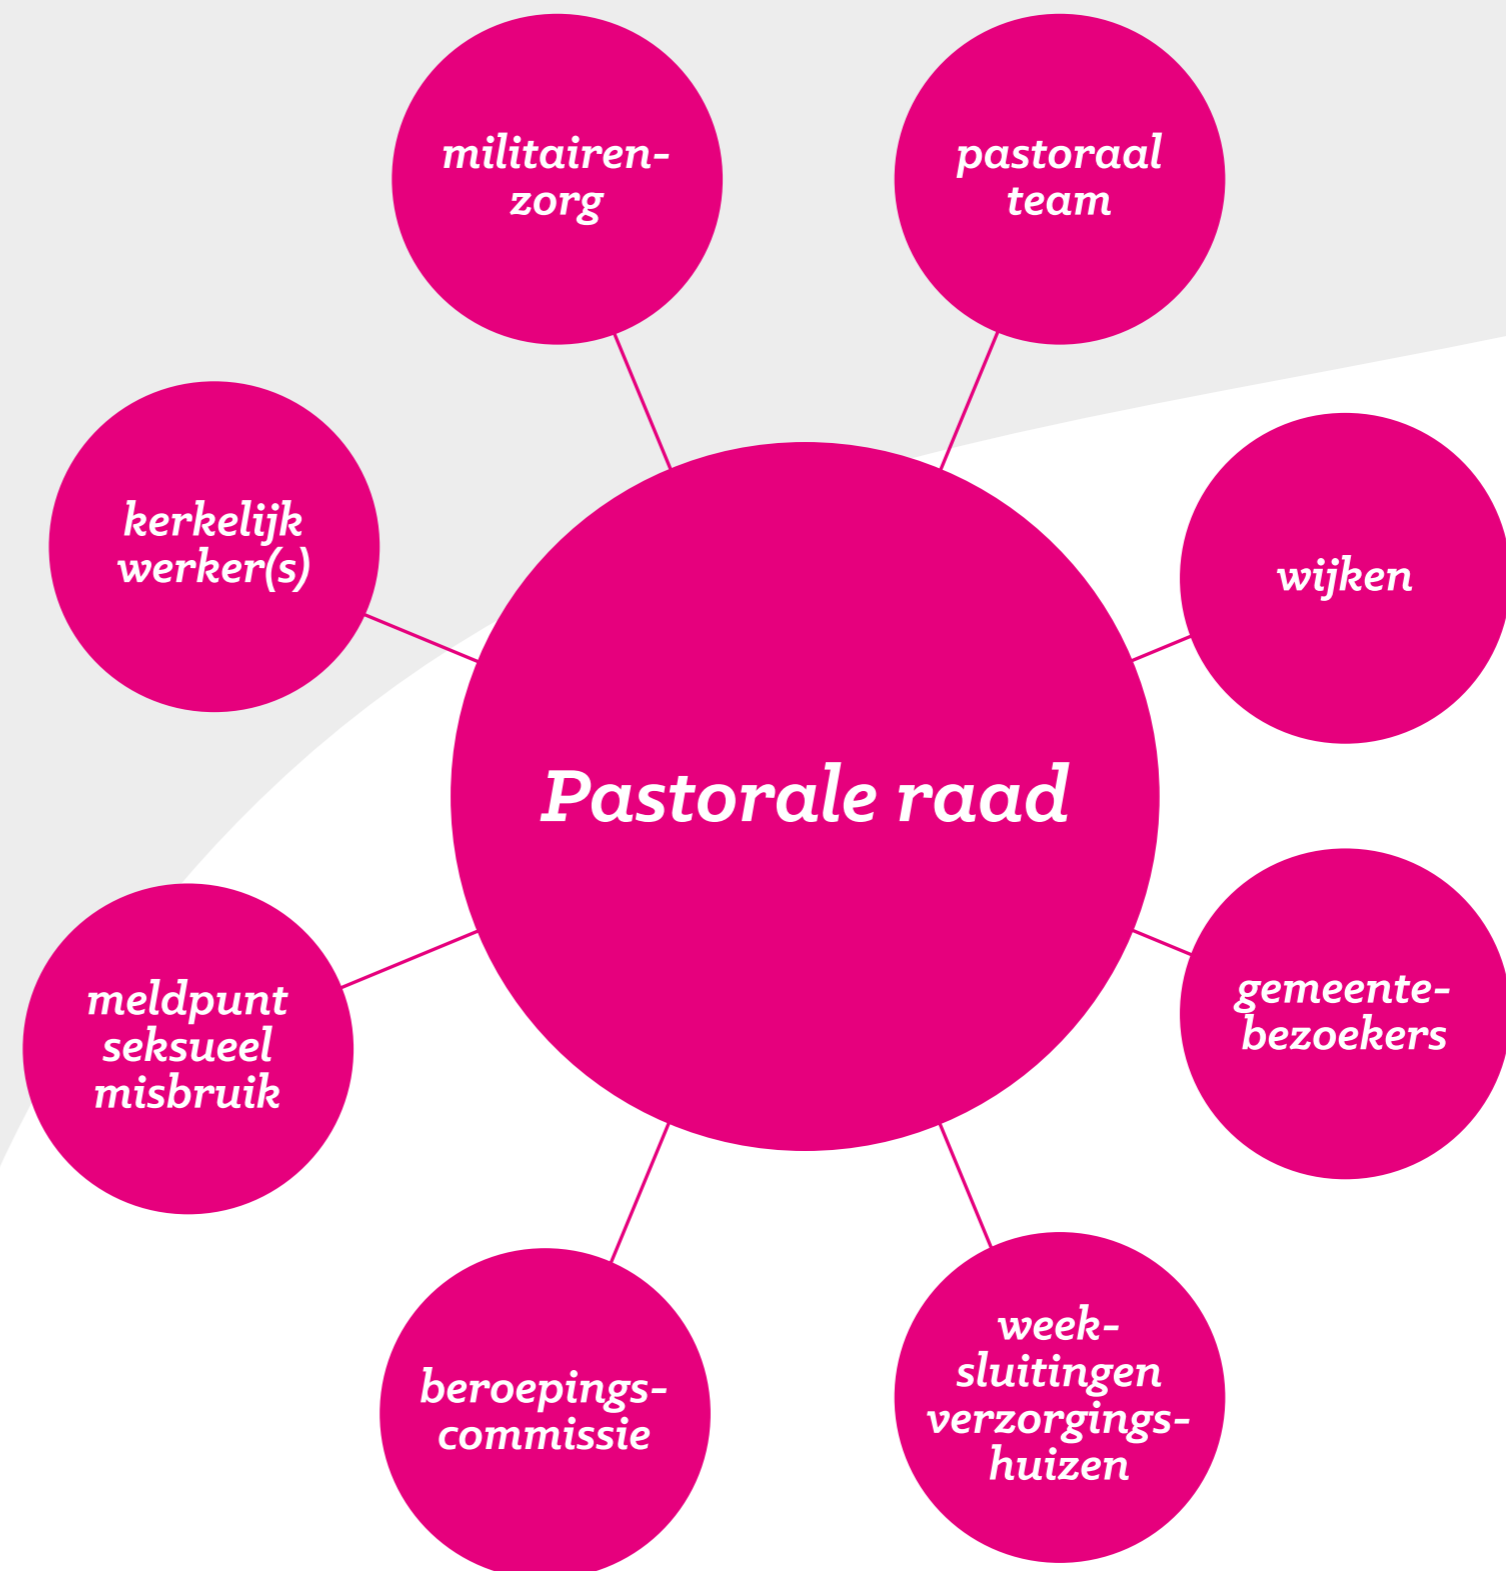 militairen-
zorg
pastoraal
team
kerkelijk
werker(s)
wijken
Pastorale raad
meldpunt
seksueel
misbruik
gemeente-
bezoekers
beroepings-
commissie
week-
sluitingen
verzorgings-
huizen